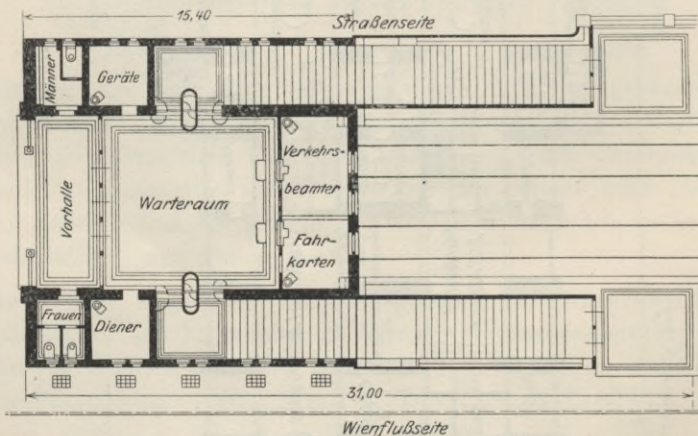 15,40
Straßenseite
Männer
Geräte
Vorhalle
Warteraum
Verkehrs-
beamter
Fahr-
karten
Frauen
Diener
31,00
Wienflußseite